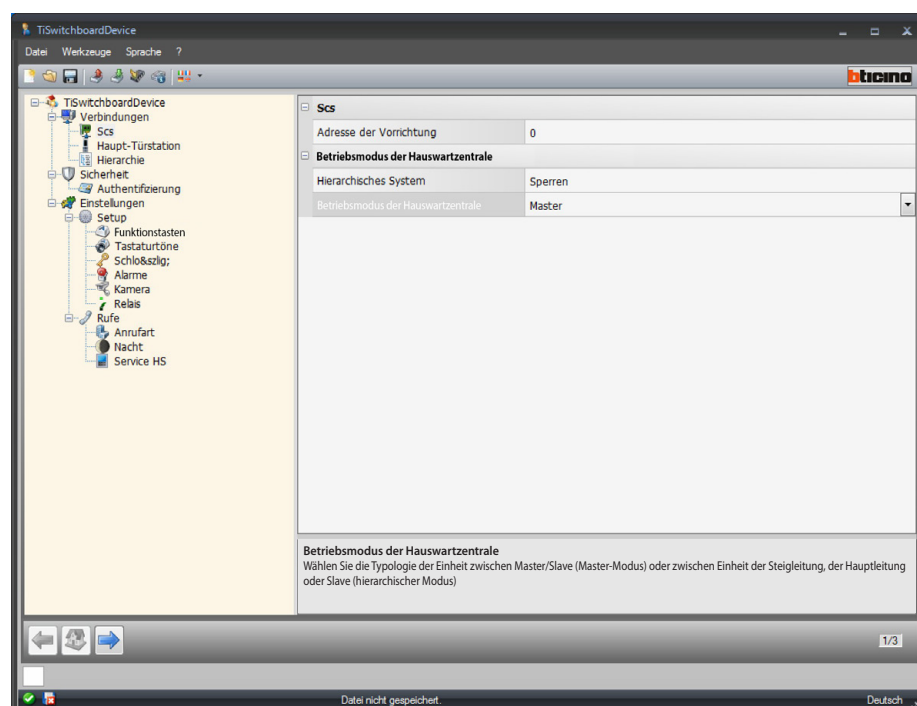 TiSwitchboardDevice
Datei Werkzeuge Sprache ?
bticino
TiSwitchboardDevice
Verbindungen
Scs
Haupt-Türstation
Hierarchie
Sicherheit
Authentifizierung
Einstellungen
Setup
Funktionstasten
Tastaturtöne
Schlo&szlig;
Alarme
Kamera
Relais
Rufe
Anrufart
Nacht
Service HS
Scs
Adresse der Vorrichtung 0
Betriebsmodus der Hauswartzentrale
Hierarchisches System Sperren
Betriebsmodus der Hauswartzentrale Master
Betriebsmodus der Hauswartzentrale
Wählen Sie die Typologie der Einheit zwischen Master/Slave (Master-Modus) oder zwischen Einheit der Steigleitung, der Hauptleitung
oder Slave (hierarchischer Modus)
1/3
Datei nicht gespeichert. Deutsch